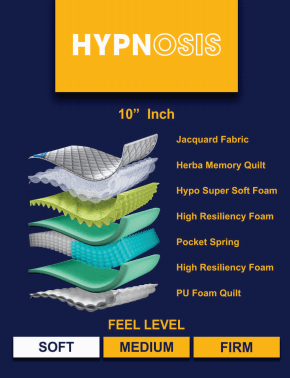 HYPNOSIS
10” Inch
Jacquard Fabric
Herba Memory Quilt
Hypo Super Soft Foam
High Resiliency Foam
Pocket Spring
High Resiliency Foam
PU Foam Quilt
FEEL LEVEL
SOFT MEDIUM FIRM